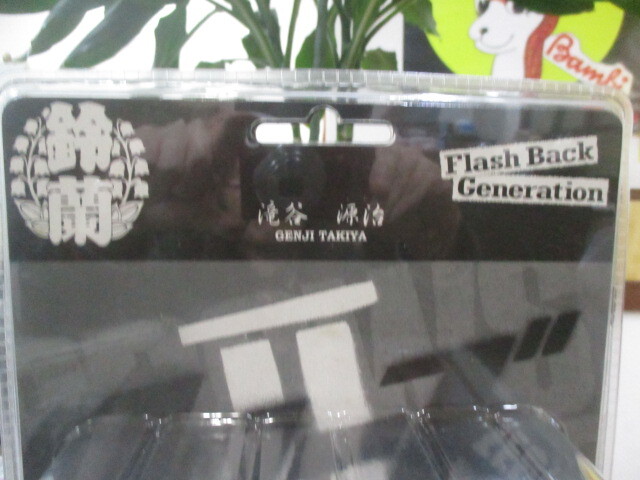 Bambi
鈴
蘭
Flash Back
Generation
滝谷 源治
GENJI TAKIYA